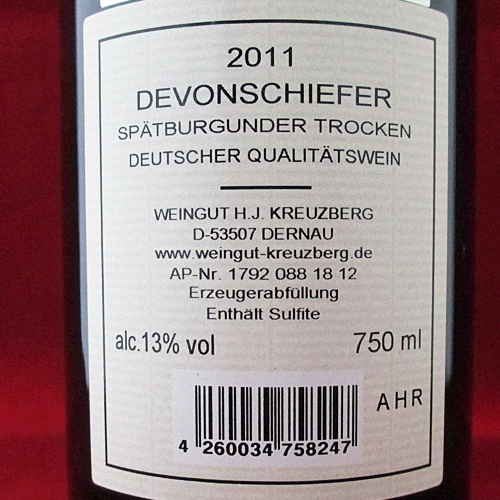 2011
DEVONSCHIEFER
SPÄTBURGUNDER TROCKEN
DEUTSCHER QUALITÄTSWEIN
WEINGUT H.J. KREUZBERG
D-53507 DERNAU
www.weingut-kreuzberg.de
AP-Nr. 1792 088 18 12
Erzeugerabfüllung
Enthält Sulfite
alc.13% vol 750 ml
AHR
4 260034 758247